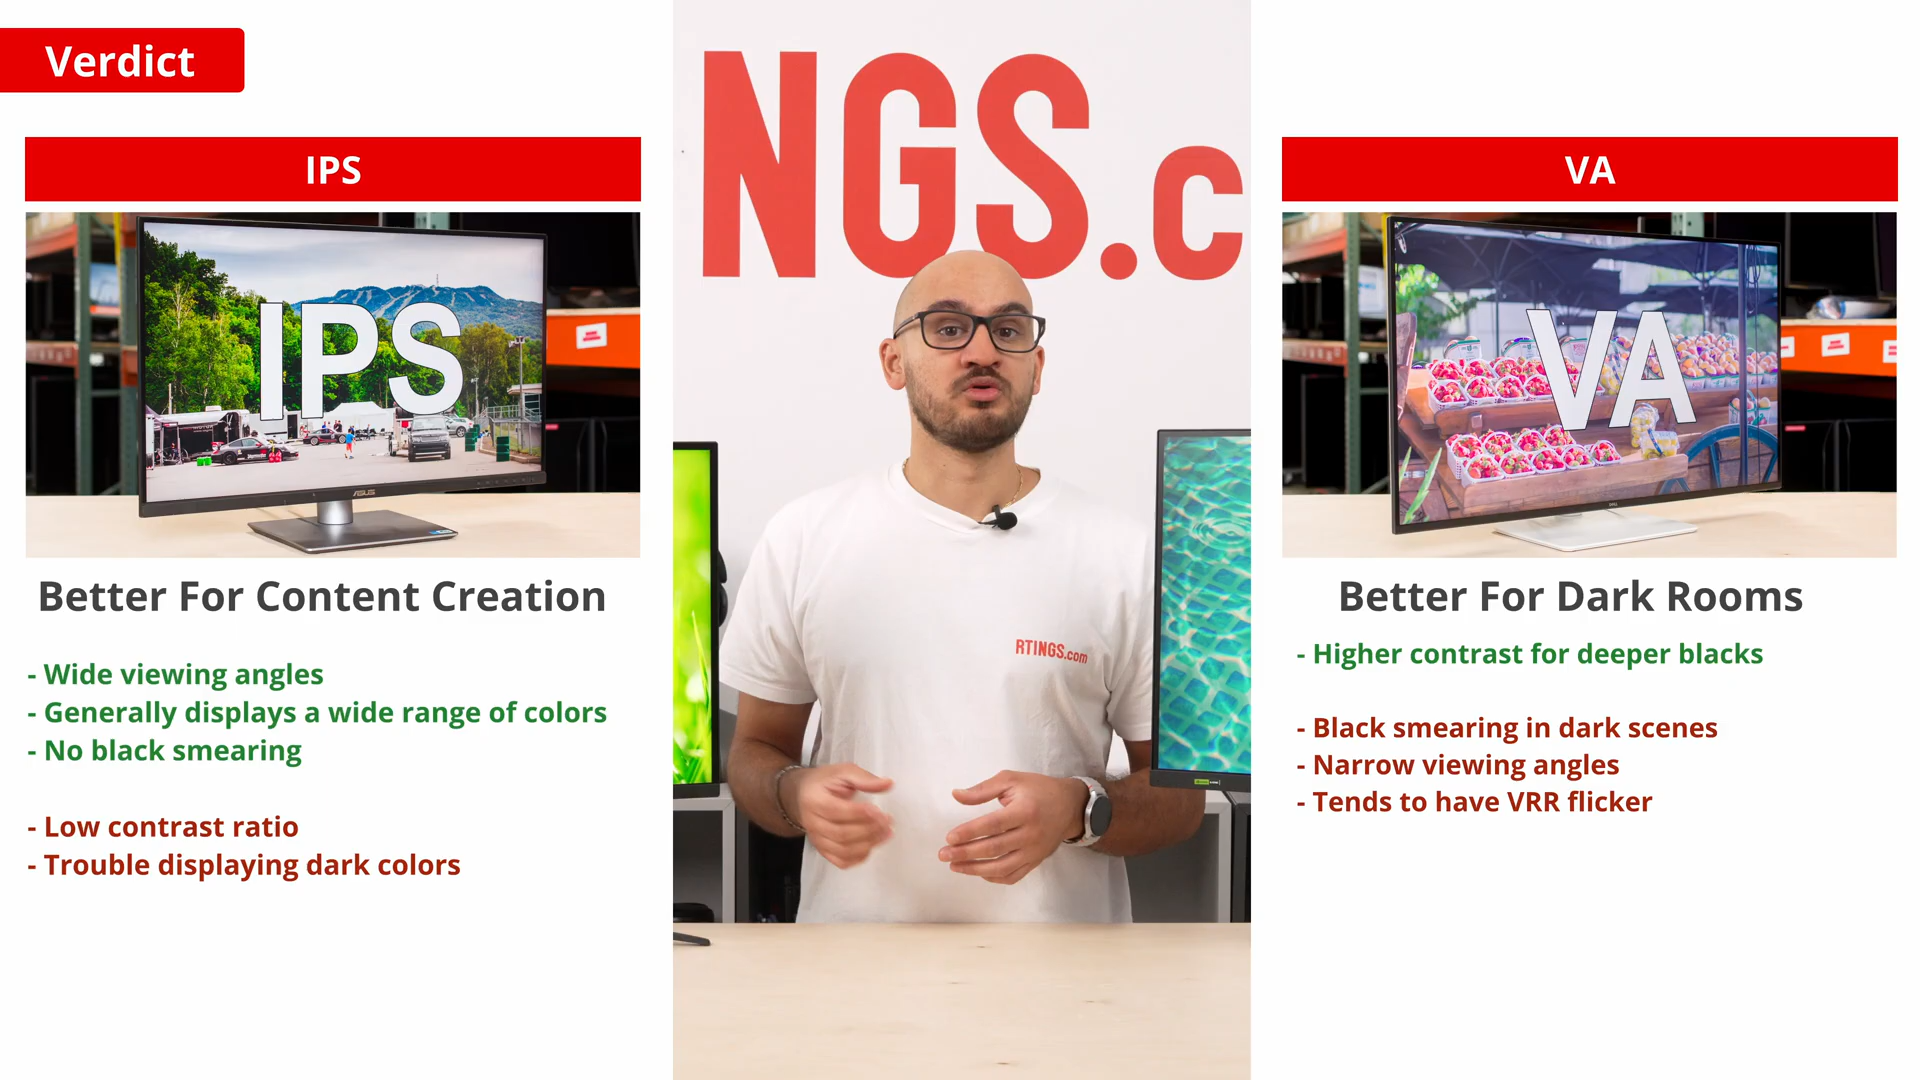 Verdict
IPS
IPS
ASUS
Better For Content Creation
- Wide viewing angles
- Generally displays a wide range of colors
- No black smearing
- Low contrast ratio
- Trouble displaying dark colors
NGS.c
RTINGS.com
VA
VA
DELL
Better For Dark Rooms
- Higher contrast for deeper blacks
- Black smearing in dark scenes
- Narrow viewing angles
- Tends to have VRR flicker